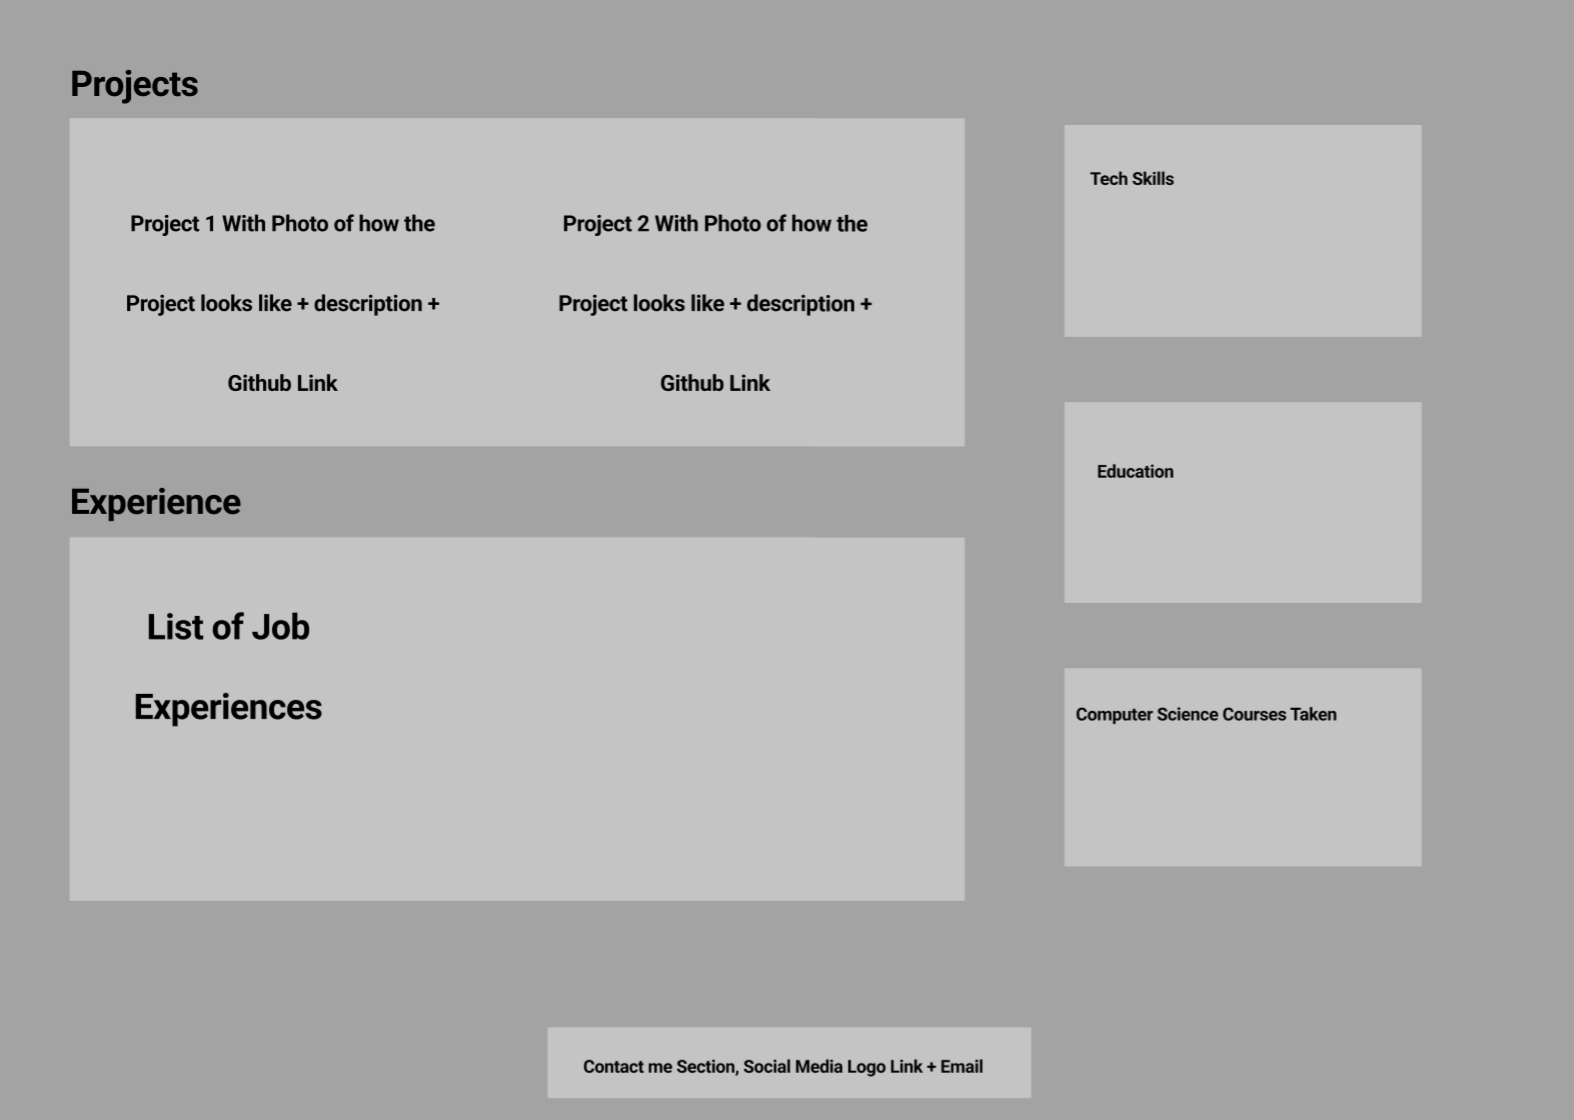 Projects
Project 1 With Photo of how the
Project looks like + description +
Github Link
Project 2 With Photo of how the
Project looks like + description +
Github Link
Experience
List of Job
Experiences
Tech Skills
Education
Computer Science Courses Taken
Contact me Section, Social Media Logo Link + Email